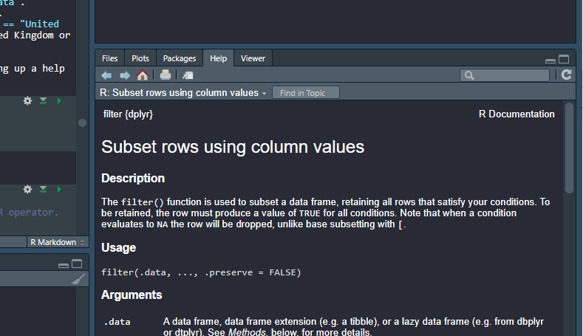 ata`.
== "United
ed Kingdom or
ng up a help
R operator.
R Markdown
Files Plots Packages Help Viewer
R: Subset rows using column values
Find in Topic
filter {dplyr}
R Documentation
Subset rows using column values
Description
The filter() function is used to subset a data frame, retaining all rows that satisfy your conditions. To
be retained, the row must produce a value of TRUE for all conditions. Note that when a condition
evaluates to NA the row will be dropped, unlike base subsetting with [.
Usage
filter(.data, ..., .preserve = FALSE)
Arguments
.data
A data frame, data frame extension (e.g. a tibble), or a lazy data frame (e.g. from dbplyr
or dtplyr). See Methods, below, for more details.